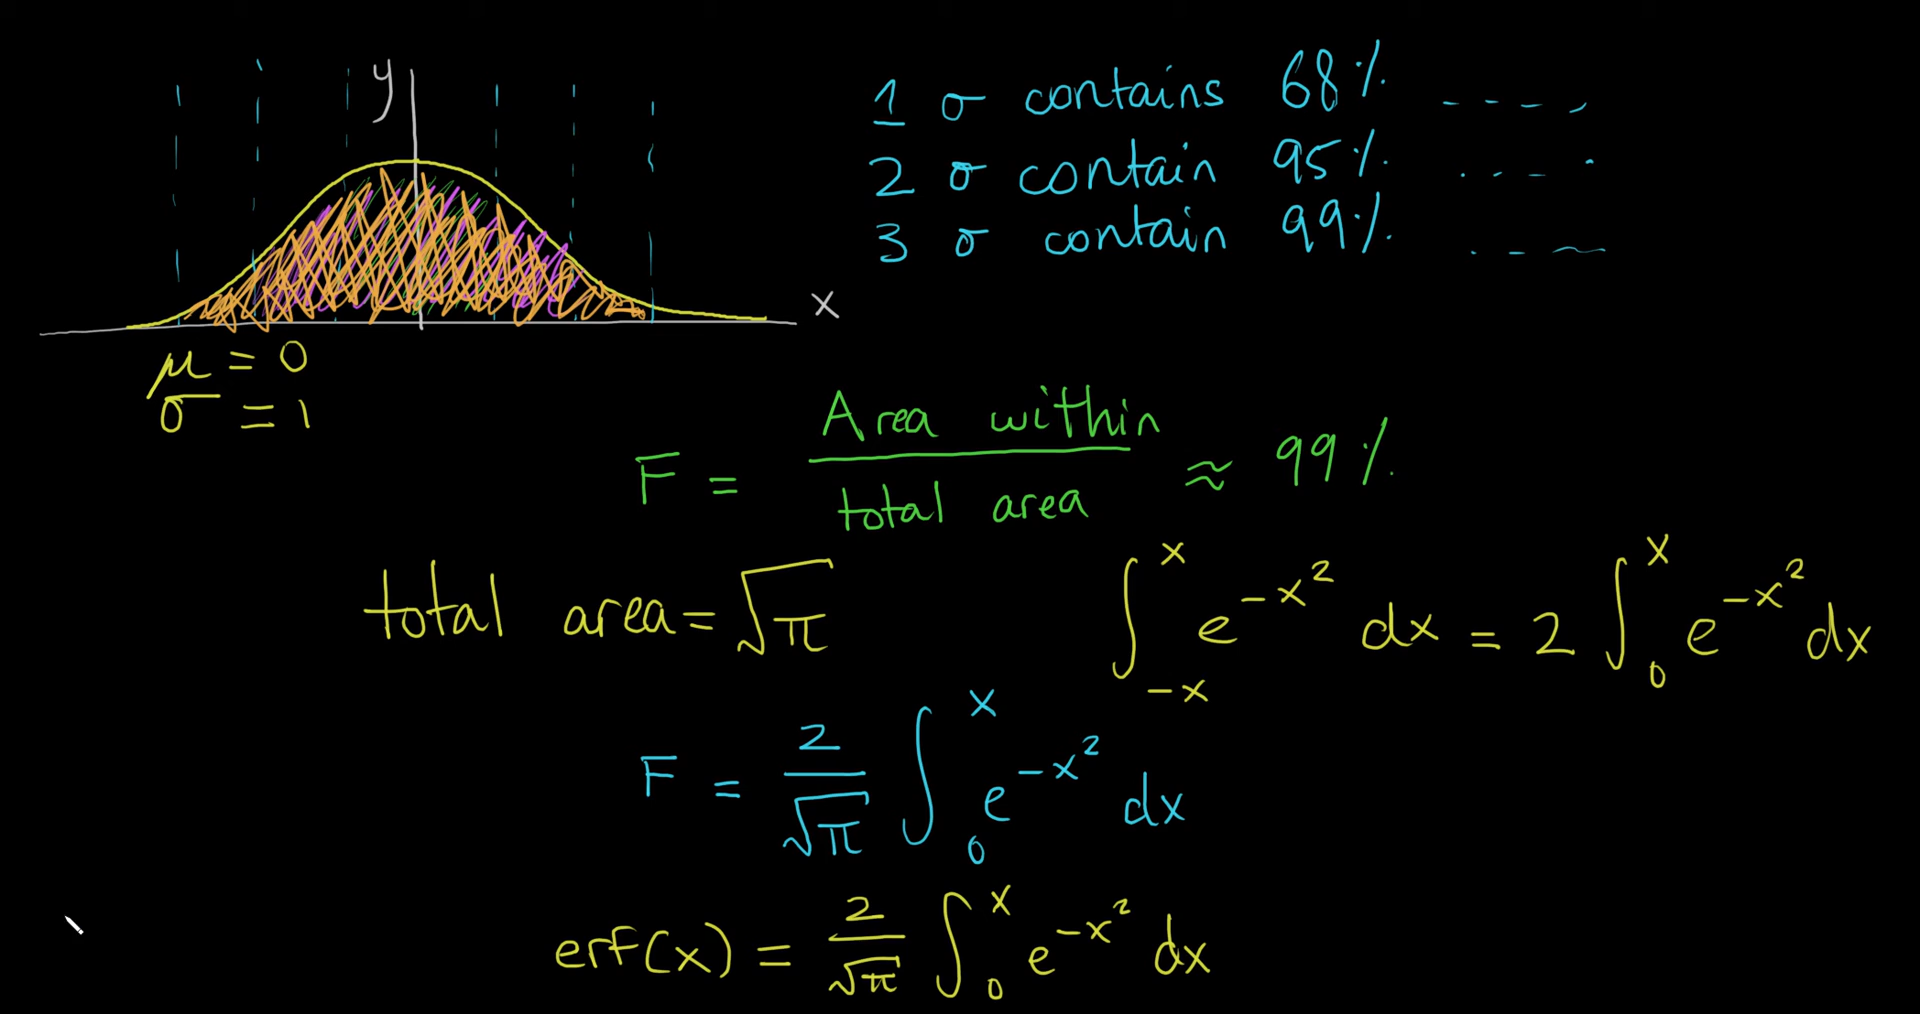 y
x
μ = 0
σ = 1
1 σ contains 68%
2 σ contain 95%
3 σ contain 99%
F = Area within / total area ≈ 99%
total area = √π
∫_{-x}^{x} e^{-x²} dx = 2 ∫_0^x e^{-x²} dx
F = 2/√π ∫_0^x e^{-x²} dx
erf(x) = 2/√π ∫_0^x e^{-x²} dx